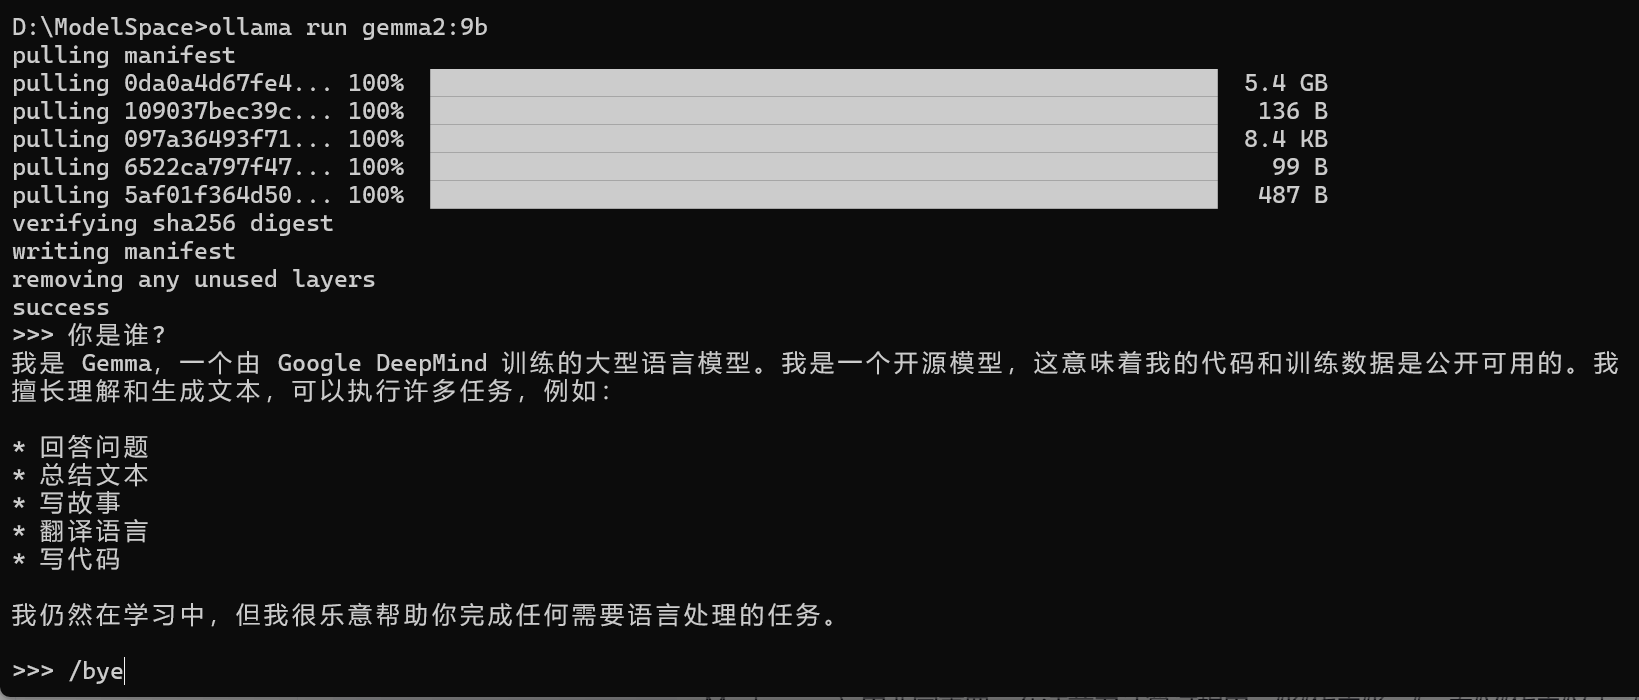 D:\ModelSpace>ollama run gemma2:9b
pulling manifest
pulling 0da0a4d67fe4... 100% 5.4 GB
pulling 109037bec39c... 100% 136 B
pulling 097a36493f71... 100% 8.4 KB
pulling 6522ca797f47... 100% 99 B
pulling 5af01f364d50... 100% 487 B
verifying sha256 digest
writing manifest
removing any unused layers
success
>>> 你是谁?
我是 Gemma, 一个由 Google DeepMind 训练的大型语言模型。我是一个开源模型，这意味着我的代码和训练数据是公开可用的。我
擅长理解和生成文本，可以执行许多任务，例如：
* 回答问题
* 总结文本
* 写故事
* 翻译语言
* 写代码
我仍然在学习中，但我很乐意帮助你完成任何需要语言处理的任务。
>>> /bye